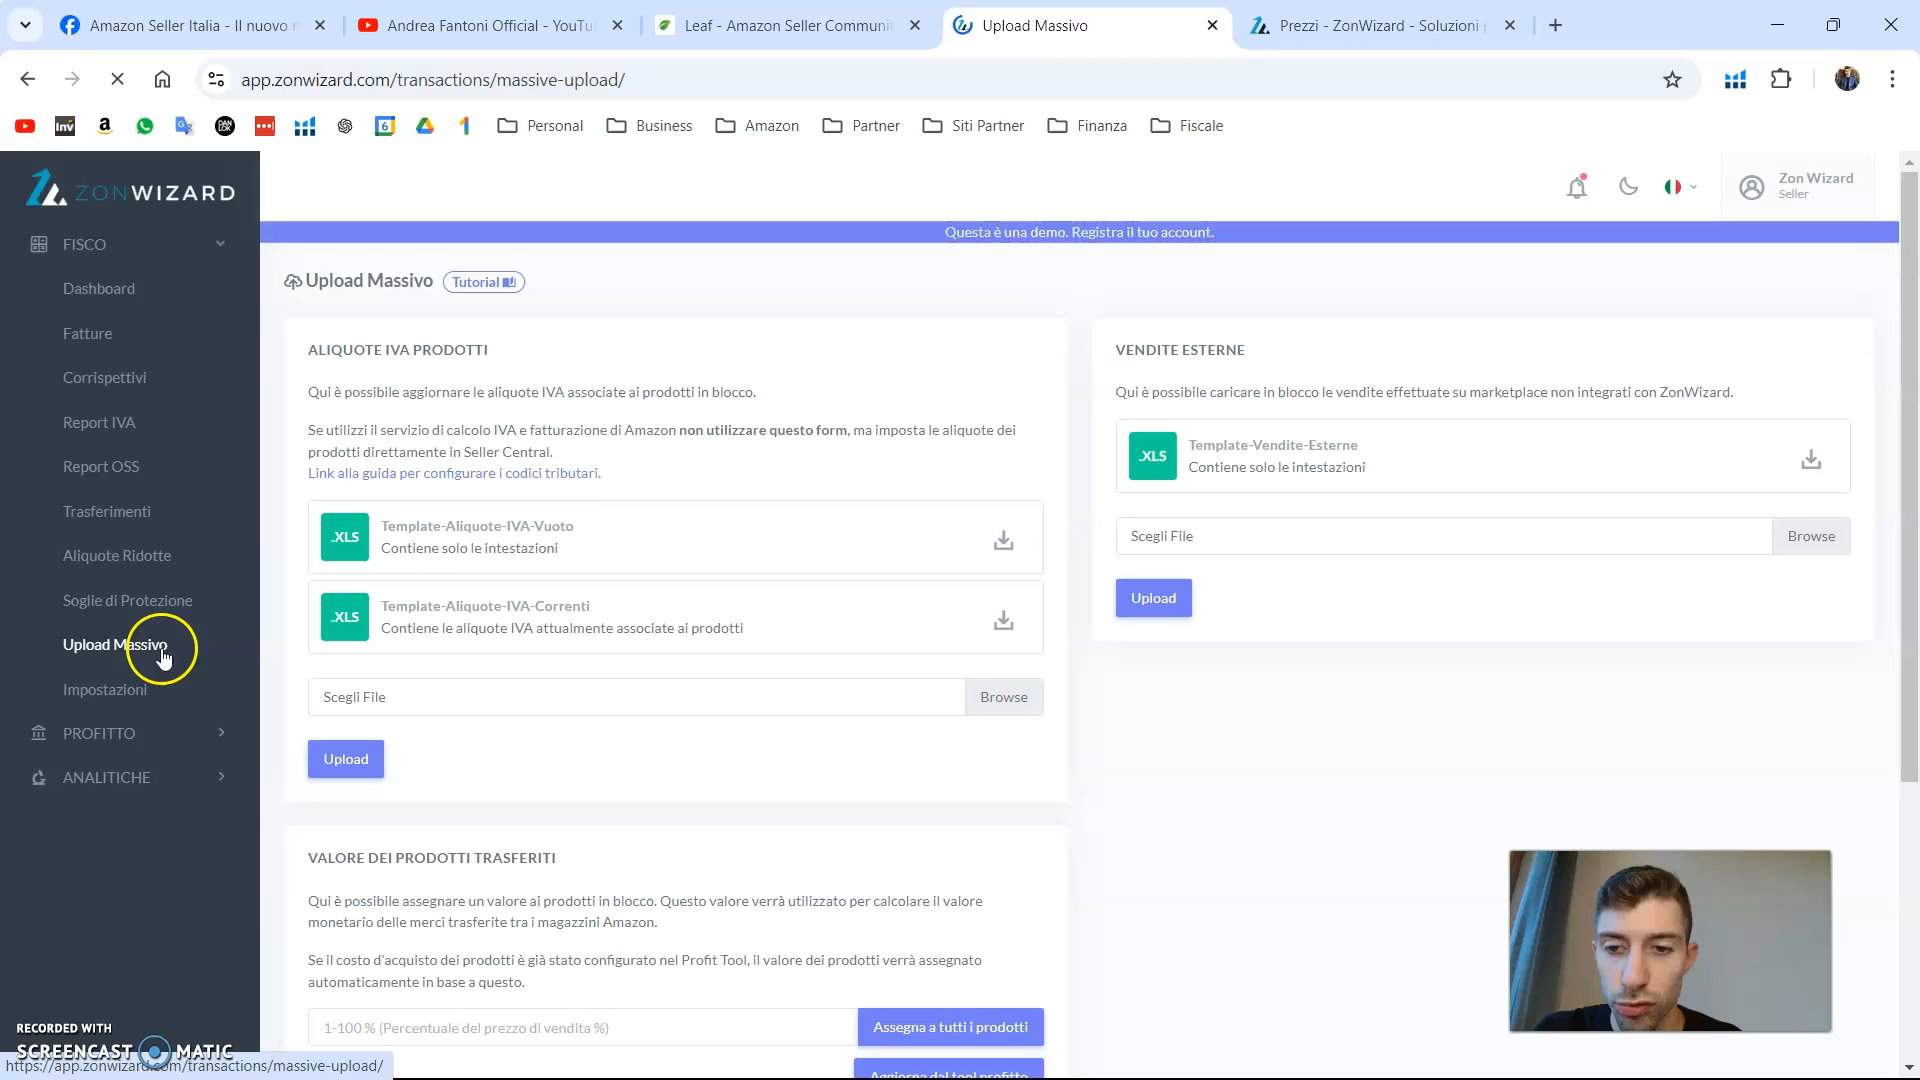 Amazon Seller Italia - Il nuovo
Andrea Fantoni Official - YouTu
Leaf - Amazon Seller Communit
Upload Massivo
Prezzi - ZonWizard - Soluzioni
app.zonwizard.com/transactions/massive-upload/
Inv
DAN LOK
6
Personal
Business
Amazon
Partner
Siti Partner
Finanza
Fiscale
ZONWIZARD
Zon Wizard
Seller
Questa è una demo. Registra il tuo account.
FISCO
Dashboard
Fatture
Corrispettivi
Report IVA
Report OSS
Trasferimenti
Aliquote Ridotte
Soglie di Protezione
Upload Massivo
Impostazioni
PROFITTO
ANALITICHE
Upload Massivo
Tutorial
ALIQUOTE IVA PRODOTTI
Qui è possibile aggiornare le aliquote IVA associate ai prodotti in blocco.
Se utilizzi il servizio di calcolo IVA e fatturazione di Amazon non utilizzare questo form, ma imposta le aliquote dei
prodotti direttamente in Seller Central.
Link alla guida per configurare i codici tributari.
.XLS
Template-Aliquote-IVA-Vuoto
Contiene solo le intestazioni
.XLS
Template-Aliquote-IVA-Correnti
Contiene le aliquote IVA attualmente associate ai prodotti
Scegli File
Browse
Upload
VENDITE ESTERNE
Qui è possibile caricare in blocco le vendite effettuate su marketplace non integrati con ZonWizard.
.XLS
Template-Vendite-Esterne
Contiene solo le intestazioni
Scegli File
Browse
Upload
VALORE DEI PRODOTTI TRASFERITI
Qui è possibile assegnare un valore ai prodotti in blocco. Questo valore verrà utilizzato per calcolare il valore
monetario delle merci trasferite tra i magazzini Amazon.
Se il costo d'acquisto dei prodotti è già stato configurato nel Profit Tool, il valore dei prodotti verrà assegnato
automaticamente in base a questo.
1-100 % (Percentuale del prezzo di vendita %)
Assegna a tutti i prodotti
Aggiorna dal tool profitto
RECORDED WITH
SCREENCAST MATIC
https://app.zonwizard.com/transactions/massive-upload/